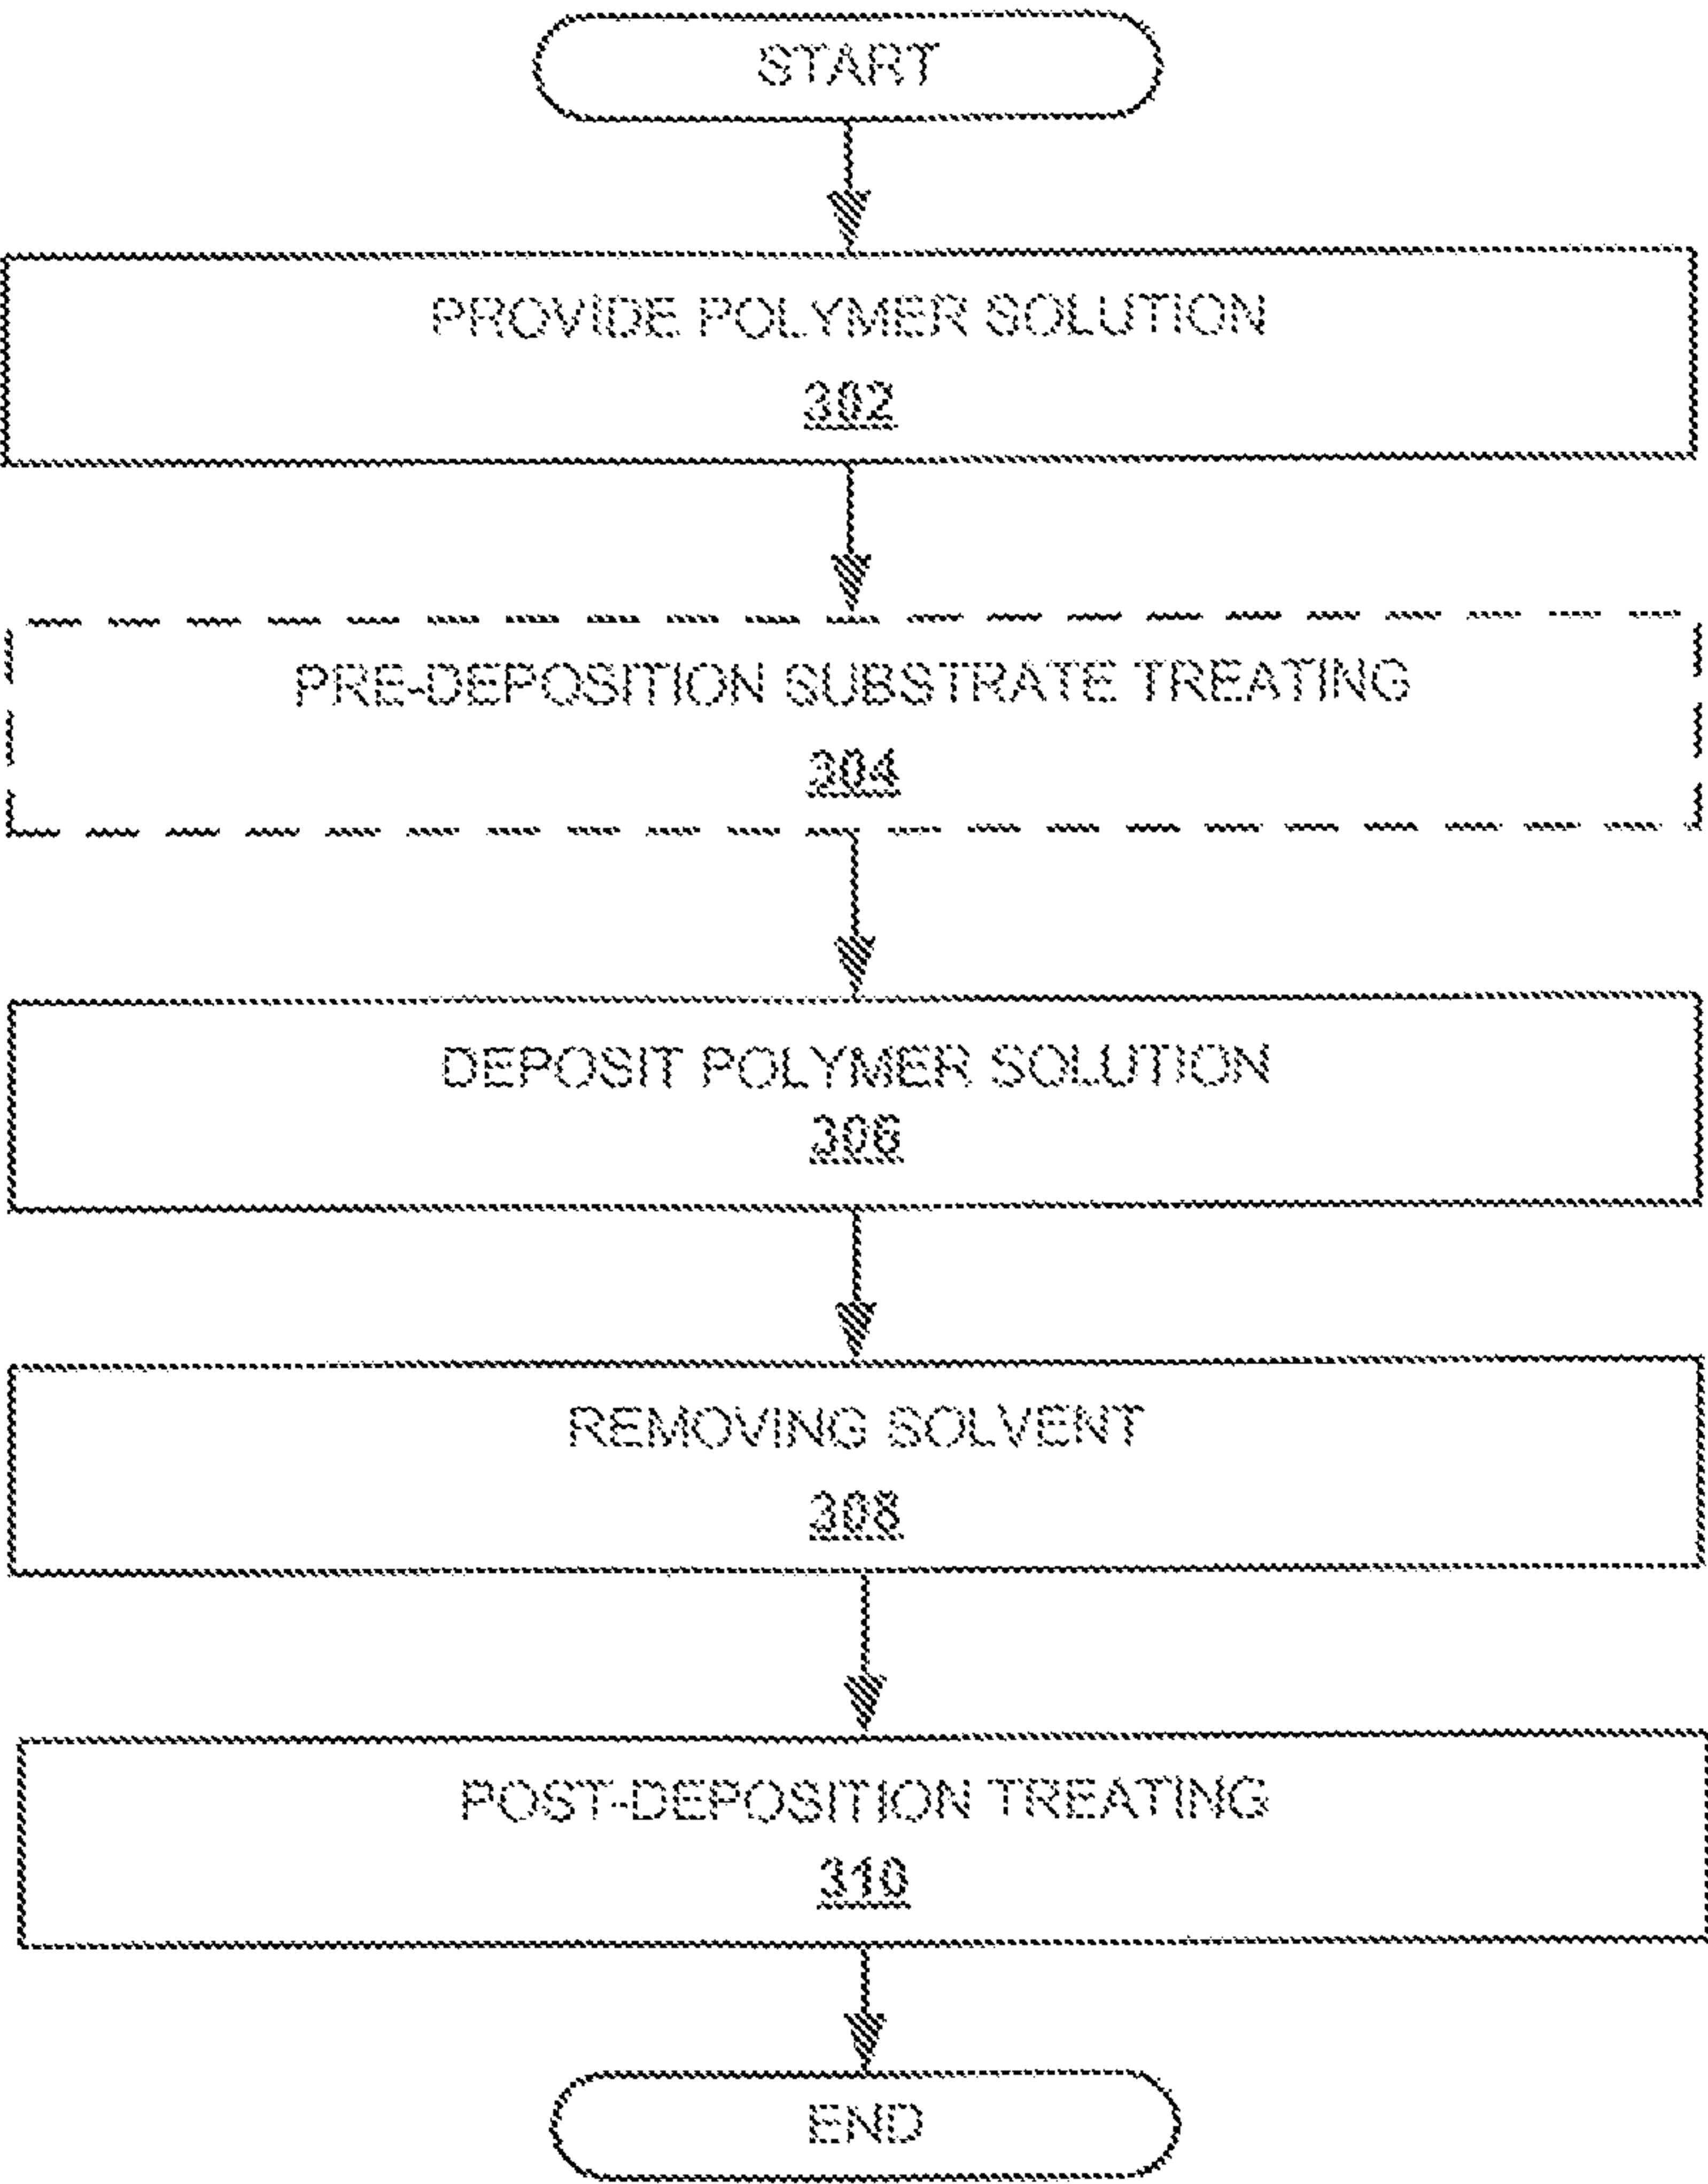 START
PROVIDE POLYMER SOLUTION
302
PRE-DEPOSITION SUBSTRATE TREATING
304
DEPOSIT POLYMER SOLUTION
306
REMOVING SOLVENT
308
POST-DEPOSITION TREATING
310
END